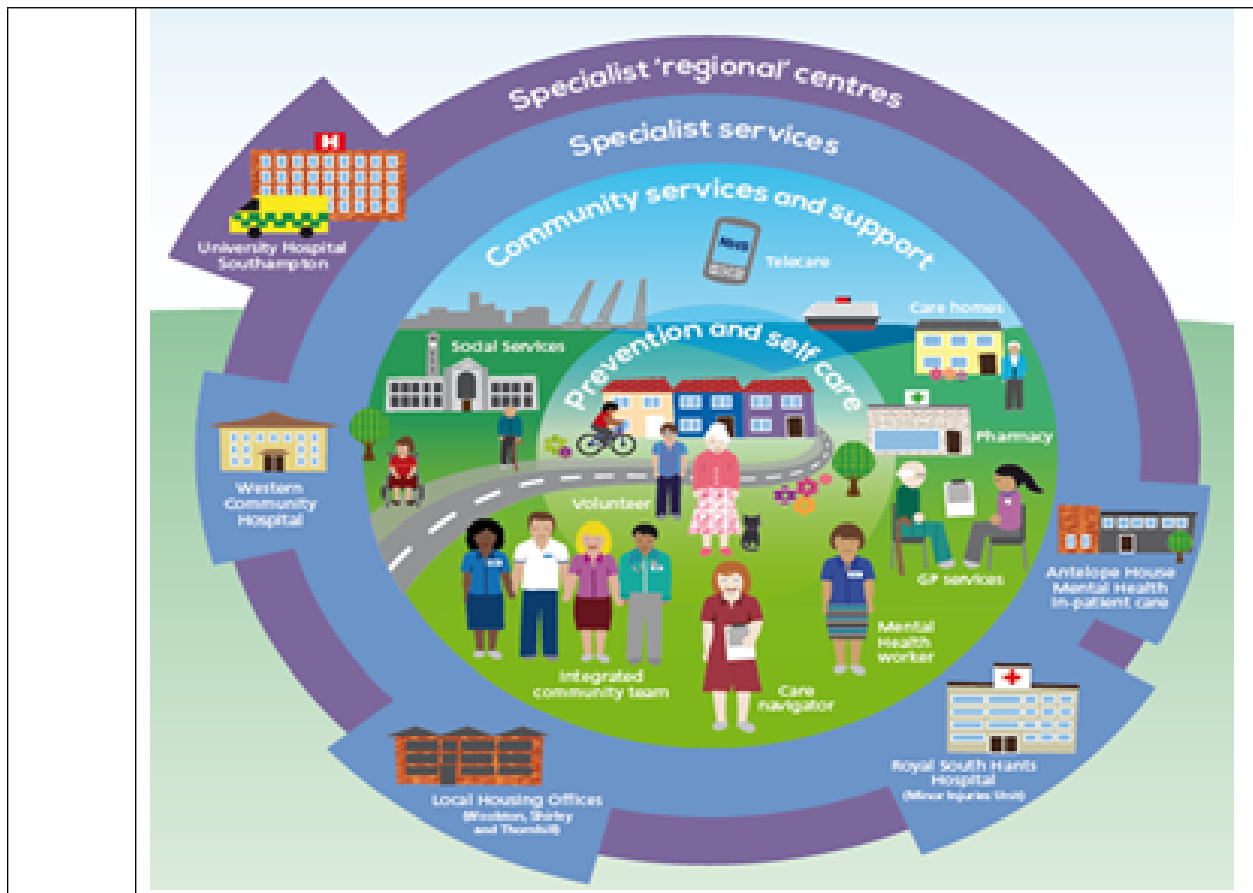 Specialist 'regional' centres
Specialist services
Community services and support
Prevention and self care
H
University Hospital
Southampton
NHS
Telecare
Care homes
Social Services
Pharmacy
Western
Community
Hospital
Volunteer
GP services
Antelope House
Mental Health
In-patient care
Mental
Health
worker
Integrated
community team
Care
navigator
Royal South Hants
Hospital
(Minor Injuries Unit)
Local Housing Offices
Shirley
and Thornhill)